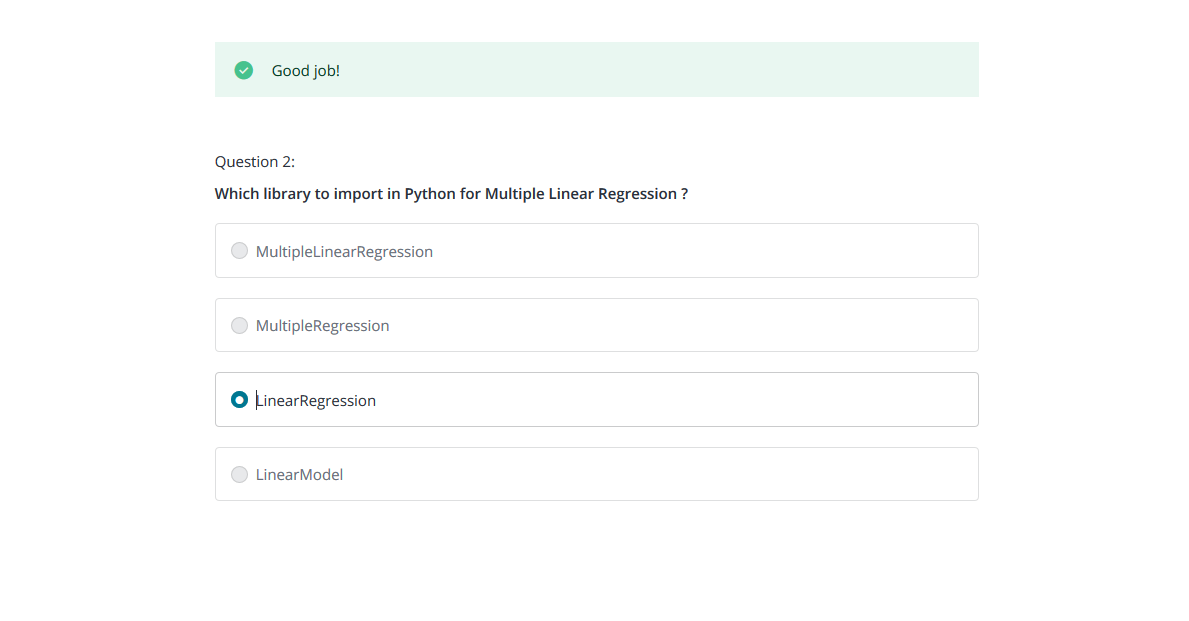 Good job!
Question 2:
Which library to import in Python for Multiple Linear Regression ?
MultipleLinearRegression
MultipleRegression
LinearRegression
LinearModel